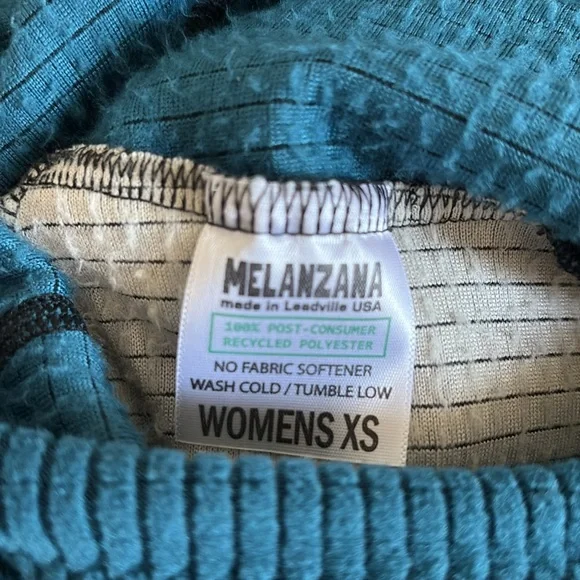 MELANZANA
made in Leadville USA
100% POST-CONSUMER
RECYCLED POLYESTER
NO FABRIC SOFTENER
WASH COLD / TUMBLE LOW
WOMENS XS